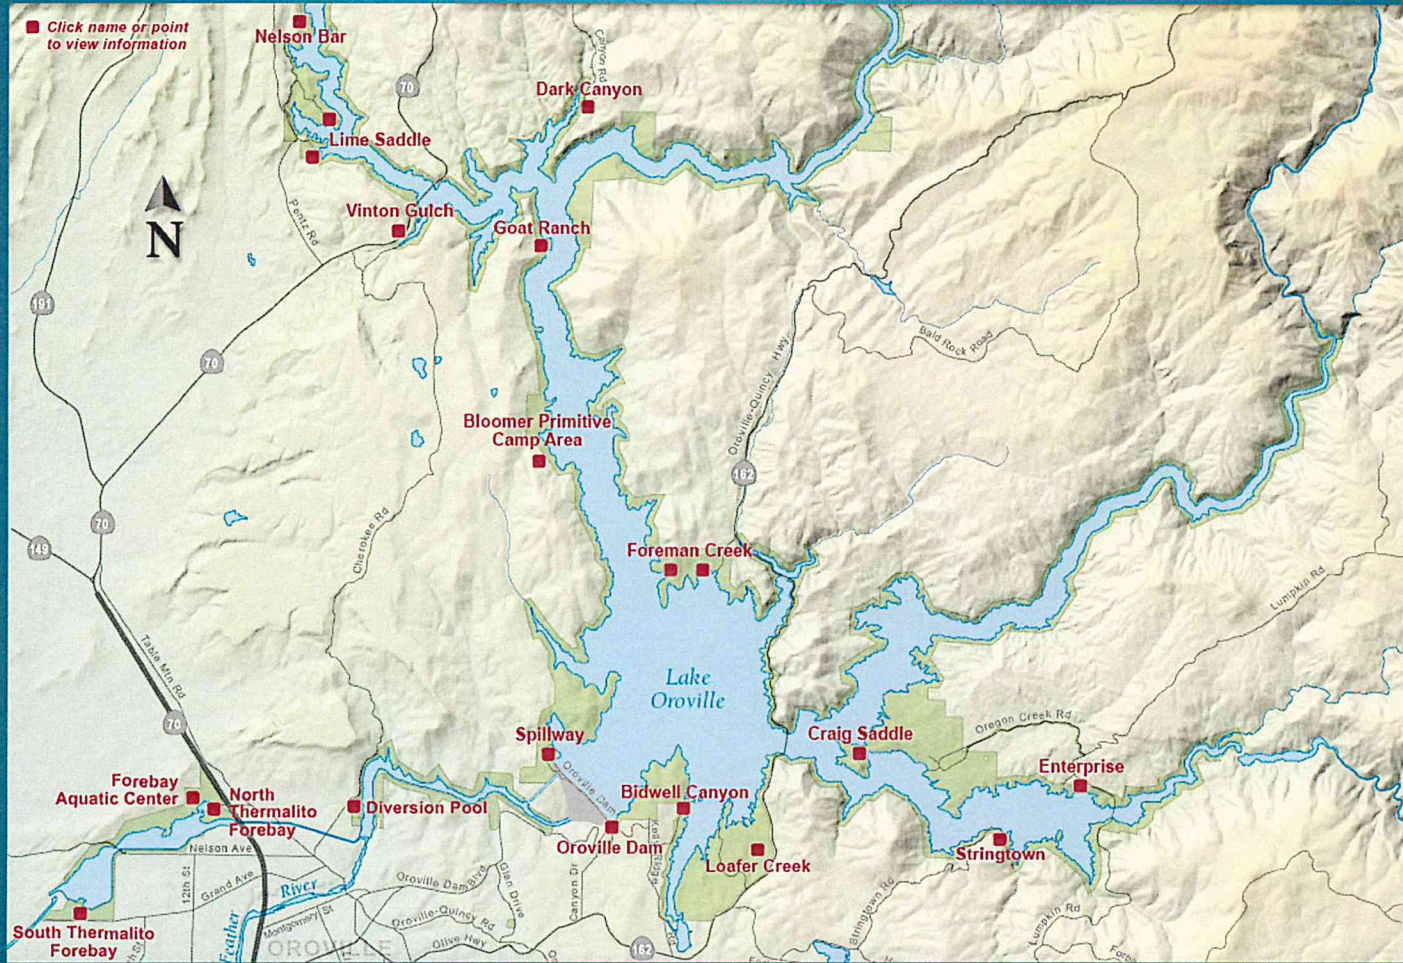 Click name or point
to view information
Nelson Bar
70
Canyon Rd
Dark Canyon
Lime Saddle
N
Pentz Rd
Vinton Gulch
Goat Ranch
191
70
Bald Rock Road
Oroville-Quincy Hwy
Bloomer Primitive
Camp Area
162
70
149
Cherokee Rd
Foreman Creek
Lumpkin Rd
Table Mtn Rd
Lake
Oroville
70
Oregon Creek Rd
Spillway
Craig Saddle
Oroville Dam
Enterprise
Forebay
Aquatic Center
North
Thermalito
Forebay
Diversion Pool
Bidwell Canyon
Oroville Dam
Kelly Ridge
Rd
Loafer Creek
Stringtown
Nelson Ave
12th St
Grand Ave
River
Feather
Oroville Dam Blvd
Glen Drive
Canyon Dr
Stringtown Rd
Lumpkin Rd
Montgomery St
Oroville-Quincy Rd
Olive Hwy
OROVILLE
162
South Thermalito
Forebay